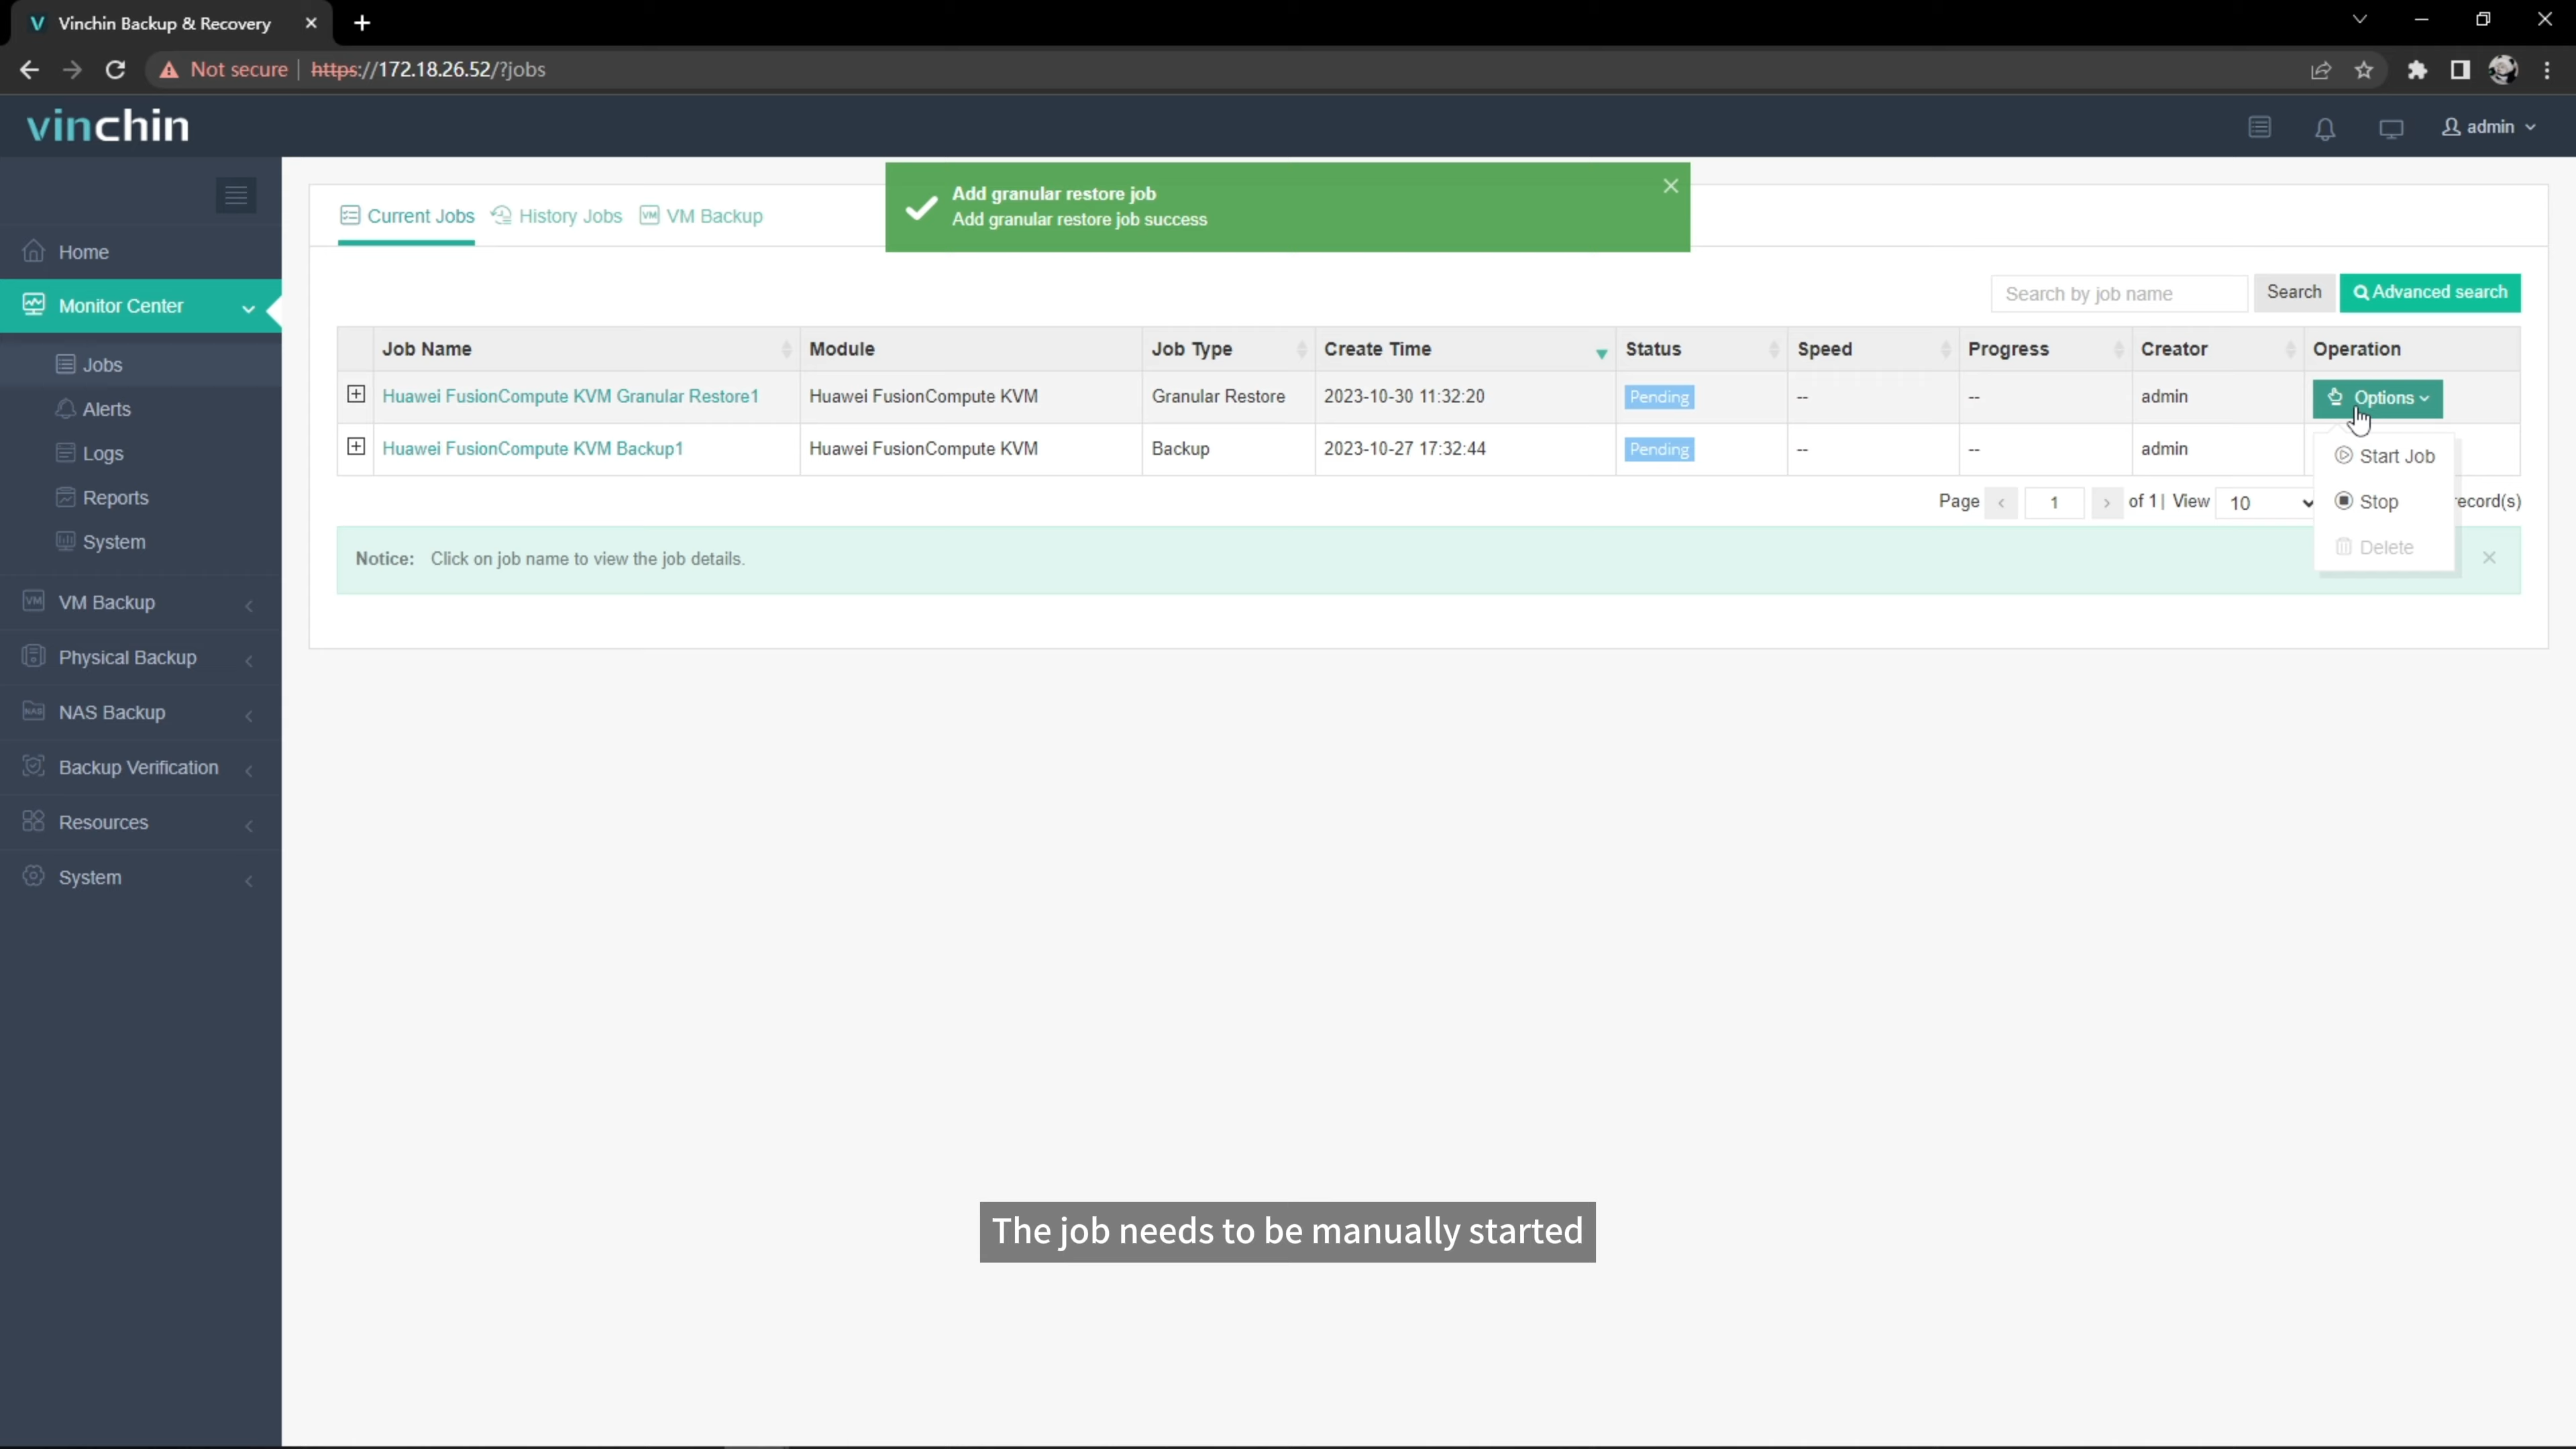 Vinchin Backup & Recovery
Not secure | https://172.18.26.52/?jobs
vinchin
admin
Add granular restore job
Add granular restore job success
Current Jobs History Jobs VM Backup
Home
Monitor Center
Jobs
Alerts
Logs
Reports
System
VM Backup
Physical Backup
NAS Backup
Backup Verification
Resources
System
Search by job name Search Advanced search
Job Name Module Job Type Create Time Status Speed Progress Creator Operation
Huawei FusionCompute KVM Granular Restore1 Huawei FusionCompute KVM Granular Restore 2023-10-30 11:32:20 Pending -- -- admin Options
Huawei FusionCompute KVM Backup1 Huawei FusionCompute KVM Backup 2023-10-27 17:32:44 Pending -- -- admin
Start Job
Stop
Delete
Page 1 of 1 | View 10 ecord(s)
Notice: Click on job name to view the job details.
The job needs to be manually started